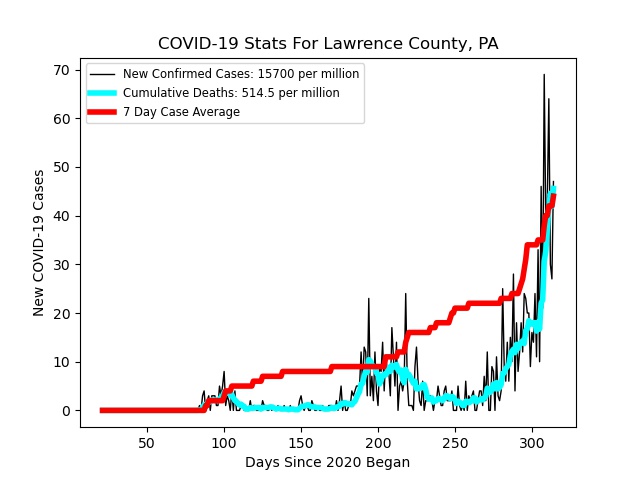 COVID-19 Stats For Lawrence County, PA
New Confirmed Cases: 15700 per million
Cumulative Deaths: 514.5 per million
7 Day Case Average
New COVID-19 Cases
70
60
50
40
30
20
10
0
50 100 150 200 250 300
Days Since 2020 Began